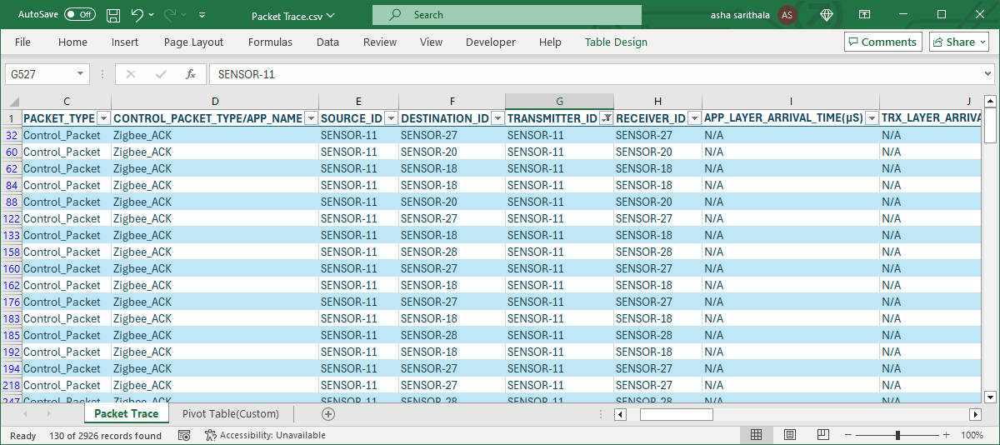 AutoSave Off Packet Trace.csv Search asha sarithala AS
File Home Insert Page Layout Formulas Data Review View Developer Help Table Design Comments Share
G527 fx SENSOR-11
C D E F G H I J
1 PACKET_TYPE CONTROL_PACKET_TYPE/APP_NAME SOURCE_ID DESTINATION_ID TRANSMITTER_ID RECEIVER_ID APP_LAYER_ARRIVAL_TIME(μS) TRX_LAYER_ARRIVA
32 Control_Packet Zigbee_ACK SENSOR-11 SENSOR-27 SENSOR-11 SENSOR-27 N/A N/A
60 Control_Packet Zigbee_ACK SENSOR-11 SENSOR-20 SENSOR-11 SENSOR-20 N/A N/A
62 Control_Packet Zigbee_ACK SENSOR-11 SENSOR-18 SENSOR-11 SENSOR-18 N/A N/A
84 Control_Packet Zigbee_ACK SENSOR-11 SENSOR-18 SENSOR-11 SENSOR-18 N/A N/A
88 Control_Packet Zigbee_ACK SENSOR-11 SENSOR-20 SENSOR-11 SENSOR-20 N/A N/A
122 Control_Packet Zigbee_ACK SENSOR-11 SENSOR-27 SENSOR-11 SENSOR-27 N/A N/A
133 Control_Packet Zigbee_ACK SENSOR-11 SENSOR-18 SENSOR-11 SENSOR-18 N/A N/A
158 Control_Packet Zigbee_ACK SENSOR-11 SENSOR-28 SENSOR-11 SENSOR-28 N/A N/A
160 Control_Packet Zigbee_ACK SENSOR-11 SENSOR-27 SENSOR-11 SENSOR-27 N/A N/A
162 Control_Packet Zigbee_ACK SENSOR-11 SENSOR-18 SENSOR-11 SENSOR-18 N/A N/A
176 Control_Packet Zigbee_ACK SENSOR-11 SENSOR-27 SENSOR-11 SENSOR-27 N/A N/A
183 Control_Packet Zigbee_ACK SENSOR-11 SENSOR-18 SENSOR-11 SENSOR-18 N/A N/A
185 Control_Packet Zigbee_ACK SENSOR-11 SENSOR-28 SENSOR-11 SENSOR-28 N/A N/A
192 Control_Packet Zigbee_ACK SENSOR-11 SENSOR-18 SENSOR-11 SENSOR-18 N/A N/A
194 Control_Packet Zigbee_ACK SENSOR-11 SENSOR-27 SENSOR-11 SENSOR-27 N/A N/A
218 Control_Packet Zigbee_ACK SENSOR-11 SENSOR-27 SENSOR-11 SENSOR-27 N/A N/A
247 Control_Packet Zigbee_ACK SENSOR-11 SENSOR-28 SENSOR-11 SENSOR-28 N/A N/A
Packet Trace Pivot Table(Custom)
Ready 130 of 2926 records found Accessibility: Unavailable 100%